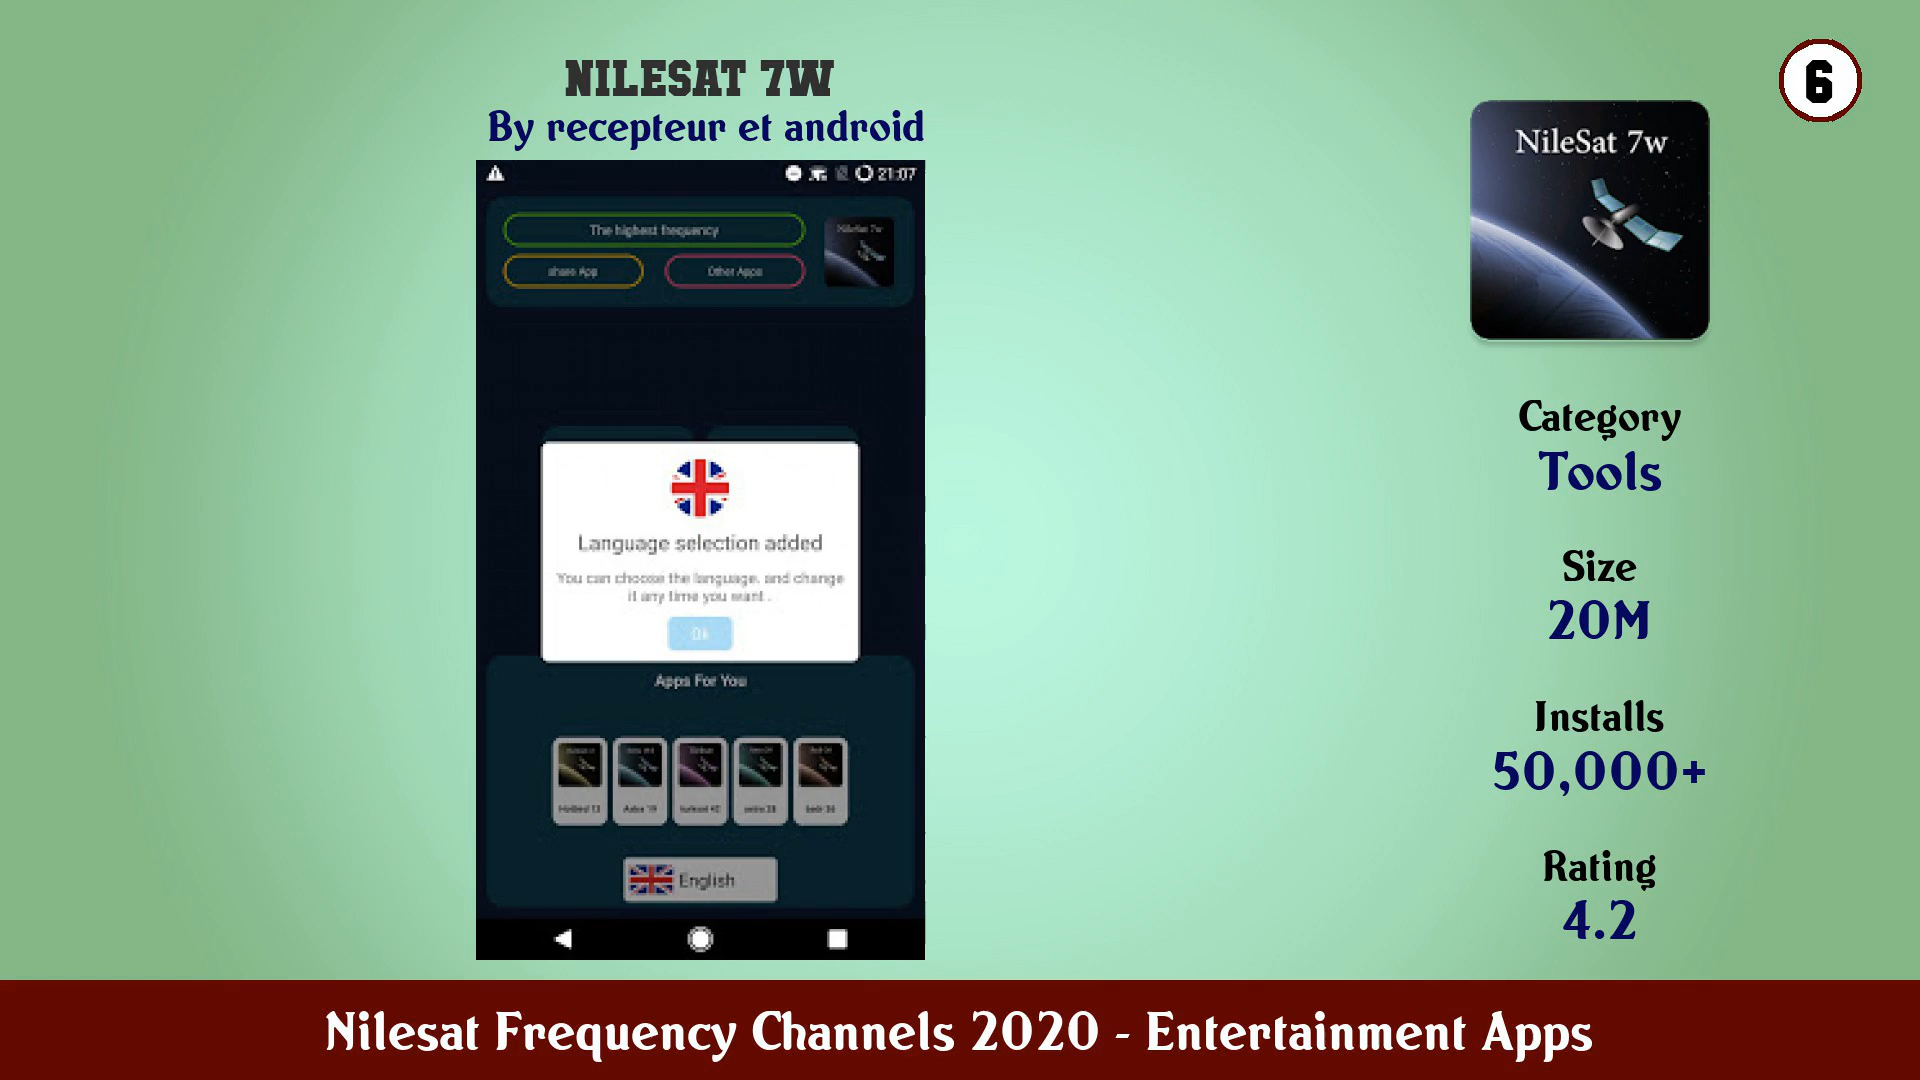 NILESAT 7W
By recepteur et android
6
21:07
The highest frequency
share App
Other Apps
NileSat 7w
Language selection added
You can choose the language, and change
it any time you want .
Ok
Apps For You
English
NileSat 7w
Category
Tools
Size
20M
Installs
50,000+
Rating
4.2
Nilesat Frequency Channels 2020 - Entertainment Apps